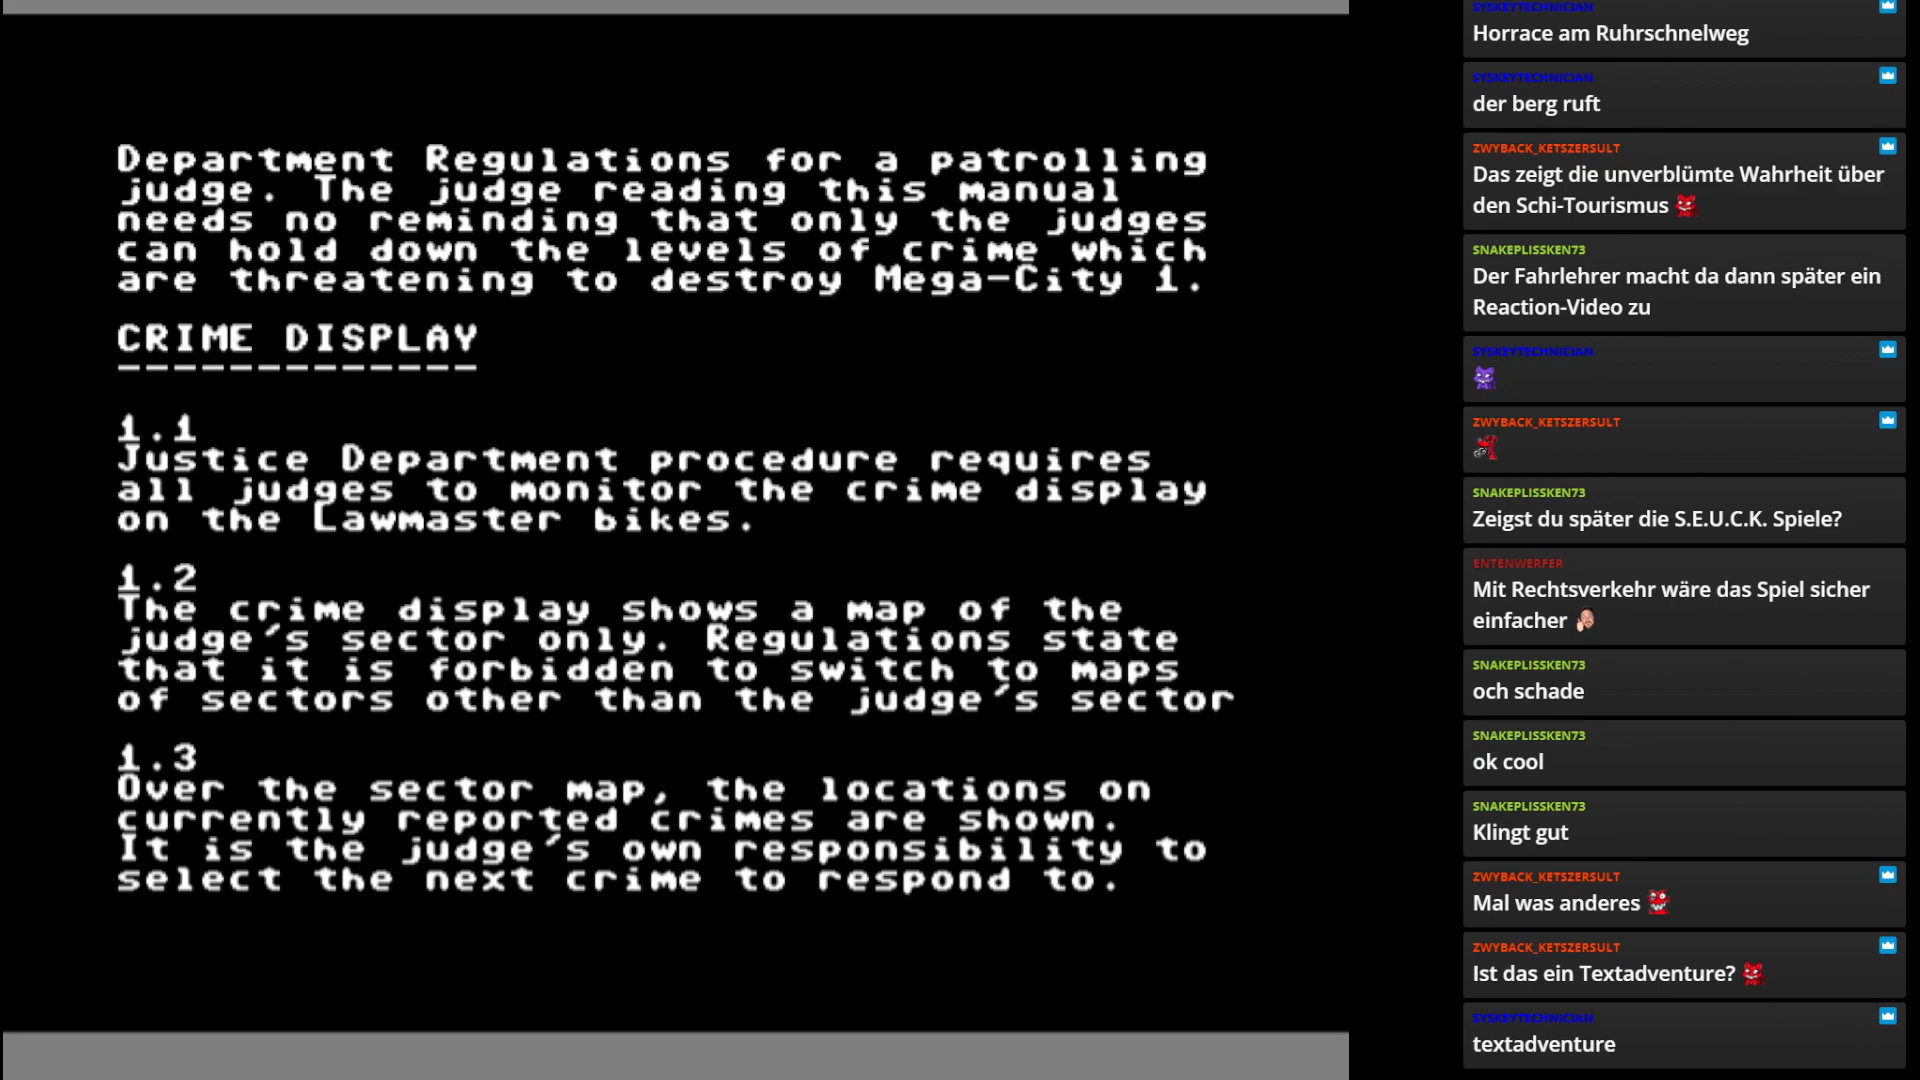 Department Regulations for a patrolling
judge. The judge reading this manual
needs no reminding that only the judges
can hold down the levels of crime which
are threatening to destroy Mega-City 1.
CRIME DISPLAY
-------------
1.1
Justice Department procedure requires
all judges to monitor the crime display
on the Lawmaster bikes.
1.2
The crime display shows a map of the
judge's sector only. Regulations state
that it is forbidden to switch to maps
of sectors other than the judge's sector
1.3
Over the sector map, the locations on
currently reported crimes are shown.
It is the judge's own responsibility to
select the next crime to respond to.
SYSKEYTECHNICIAN
Horrace am Ruhrschnelweg
SYSKEYTECHNICIAN
der berg ruft
ZWYBACK_KETSZERSULT
Das zeigt die unverblümte Wahrheit über
den Schi-Tourismus
SNAKEPLISSKEN73
Der Fahrlehrer macht da dann später ein
Reaction-Video zu
SYSKEYTECHNICIAN
ZWYBACK_KETSZERSULT
SNAKEPLISSKEN73
Zeigst du später die S.E.U.C.K. Spiele?
ENTENWERFER
Mit Rechtsverkehr wäre das Spiel sicher
einfacher
SNAKEPLISSKEN73
och schade
SNAKEPLISSKEN73
ok cool
SNAKEPLISSKEN73
Klingt gut
ZWYBACK_KETSZERSULT
Mal was anderes
ZWYBACK_KETSZERSULT
Ist das ein Textadventure?
SYSKEYTECHNICIAN
textadventure